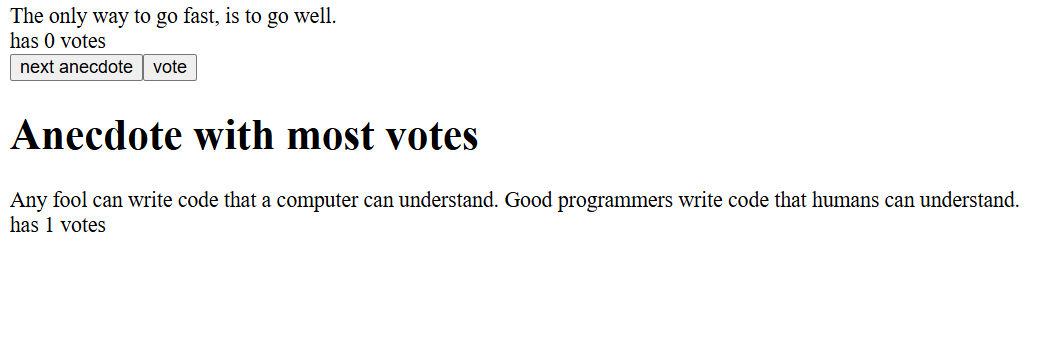 The only way to go fast, is to go well.
has 0 votes
next anecdote vote
Anecdote with most votes
Any fool can write code that a computer can understand. Good programmers write code that humans can understand.
has 1 votes